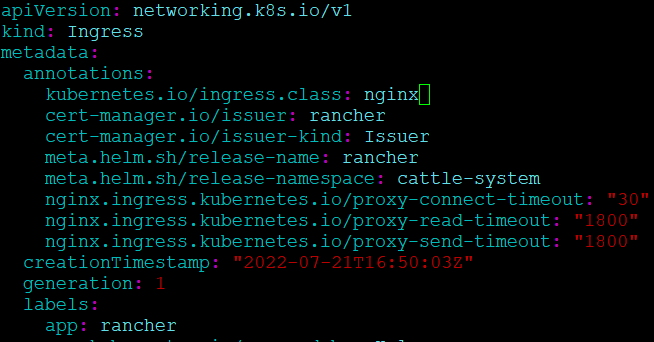 apiVersion: networking.k8s.io/v1
kind: Ingress
metadata:
  annotations:
    kubernetes.io/ingress.class: nginx
    cert-manager.io/issuer: rancher
    cert-manager.io/issuer-kind: Issuer
    meta.helm.sh/release-name: rancher
    meta.helm.sh/release-namespace: cattle-system
    nginx.ingress.kubernetes.io/proxy-connect-timeout: "30"
    nginx.ingress.kubernetes.io/proxy-read-timeout: "1800"
    nginx.ingress.kubernetes.io/proxy-send-timeout: "1800"
  creationTimestamp: "2022-07-21T16:50:03Z"
  generation: 1
  labels:
    app: rancher